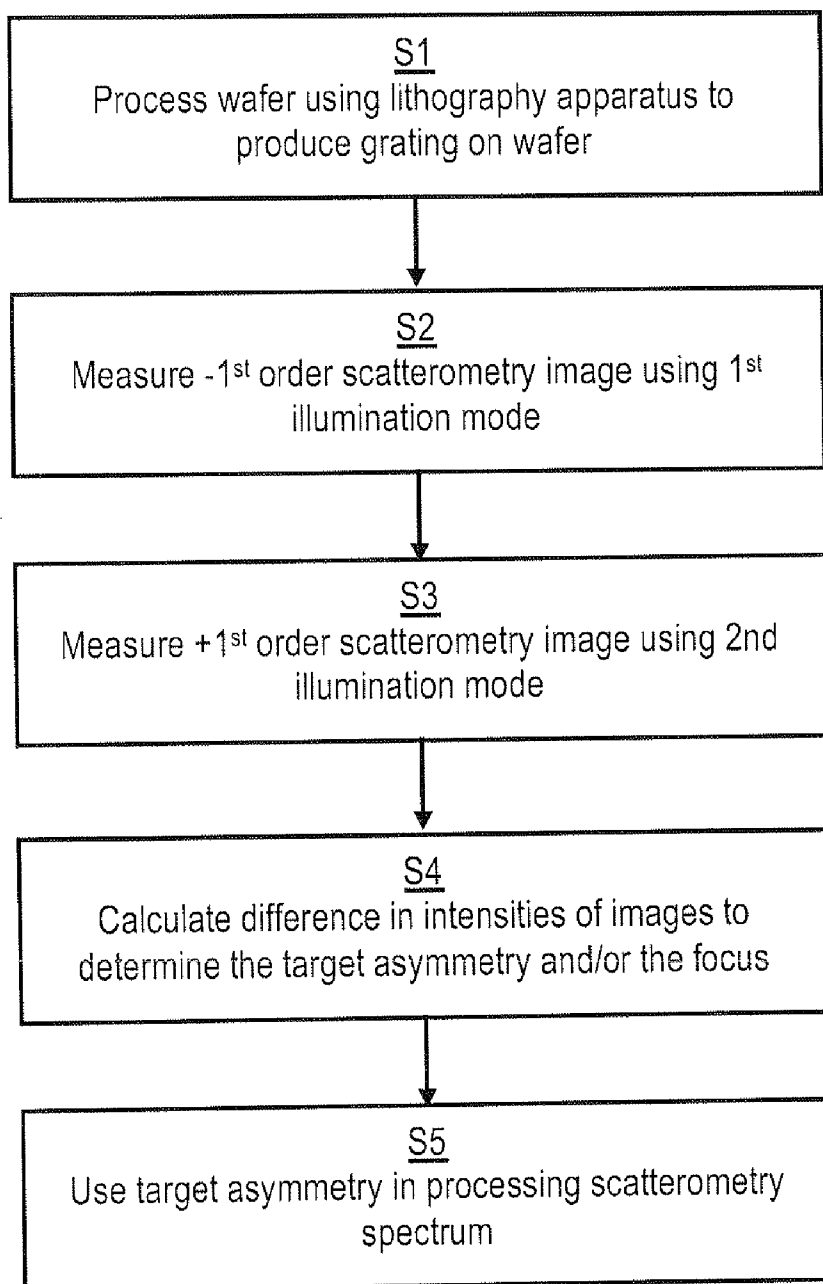 S1
Process wafer using lithography apparatus to
produce grating on wafer
S2
Measure -1st order scatterometry image using 1st
illumination mode
S3
Measure +1st order scatterometry image using 2nd
illumination mode
S4
Calculate difference in intensities of images to
determine the target asymmetry and/or the focus
S5
Use target asymmetry in processing scatterometry
spectrum